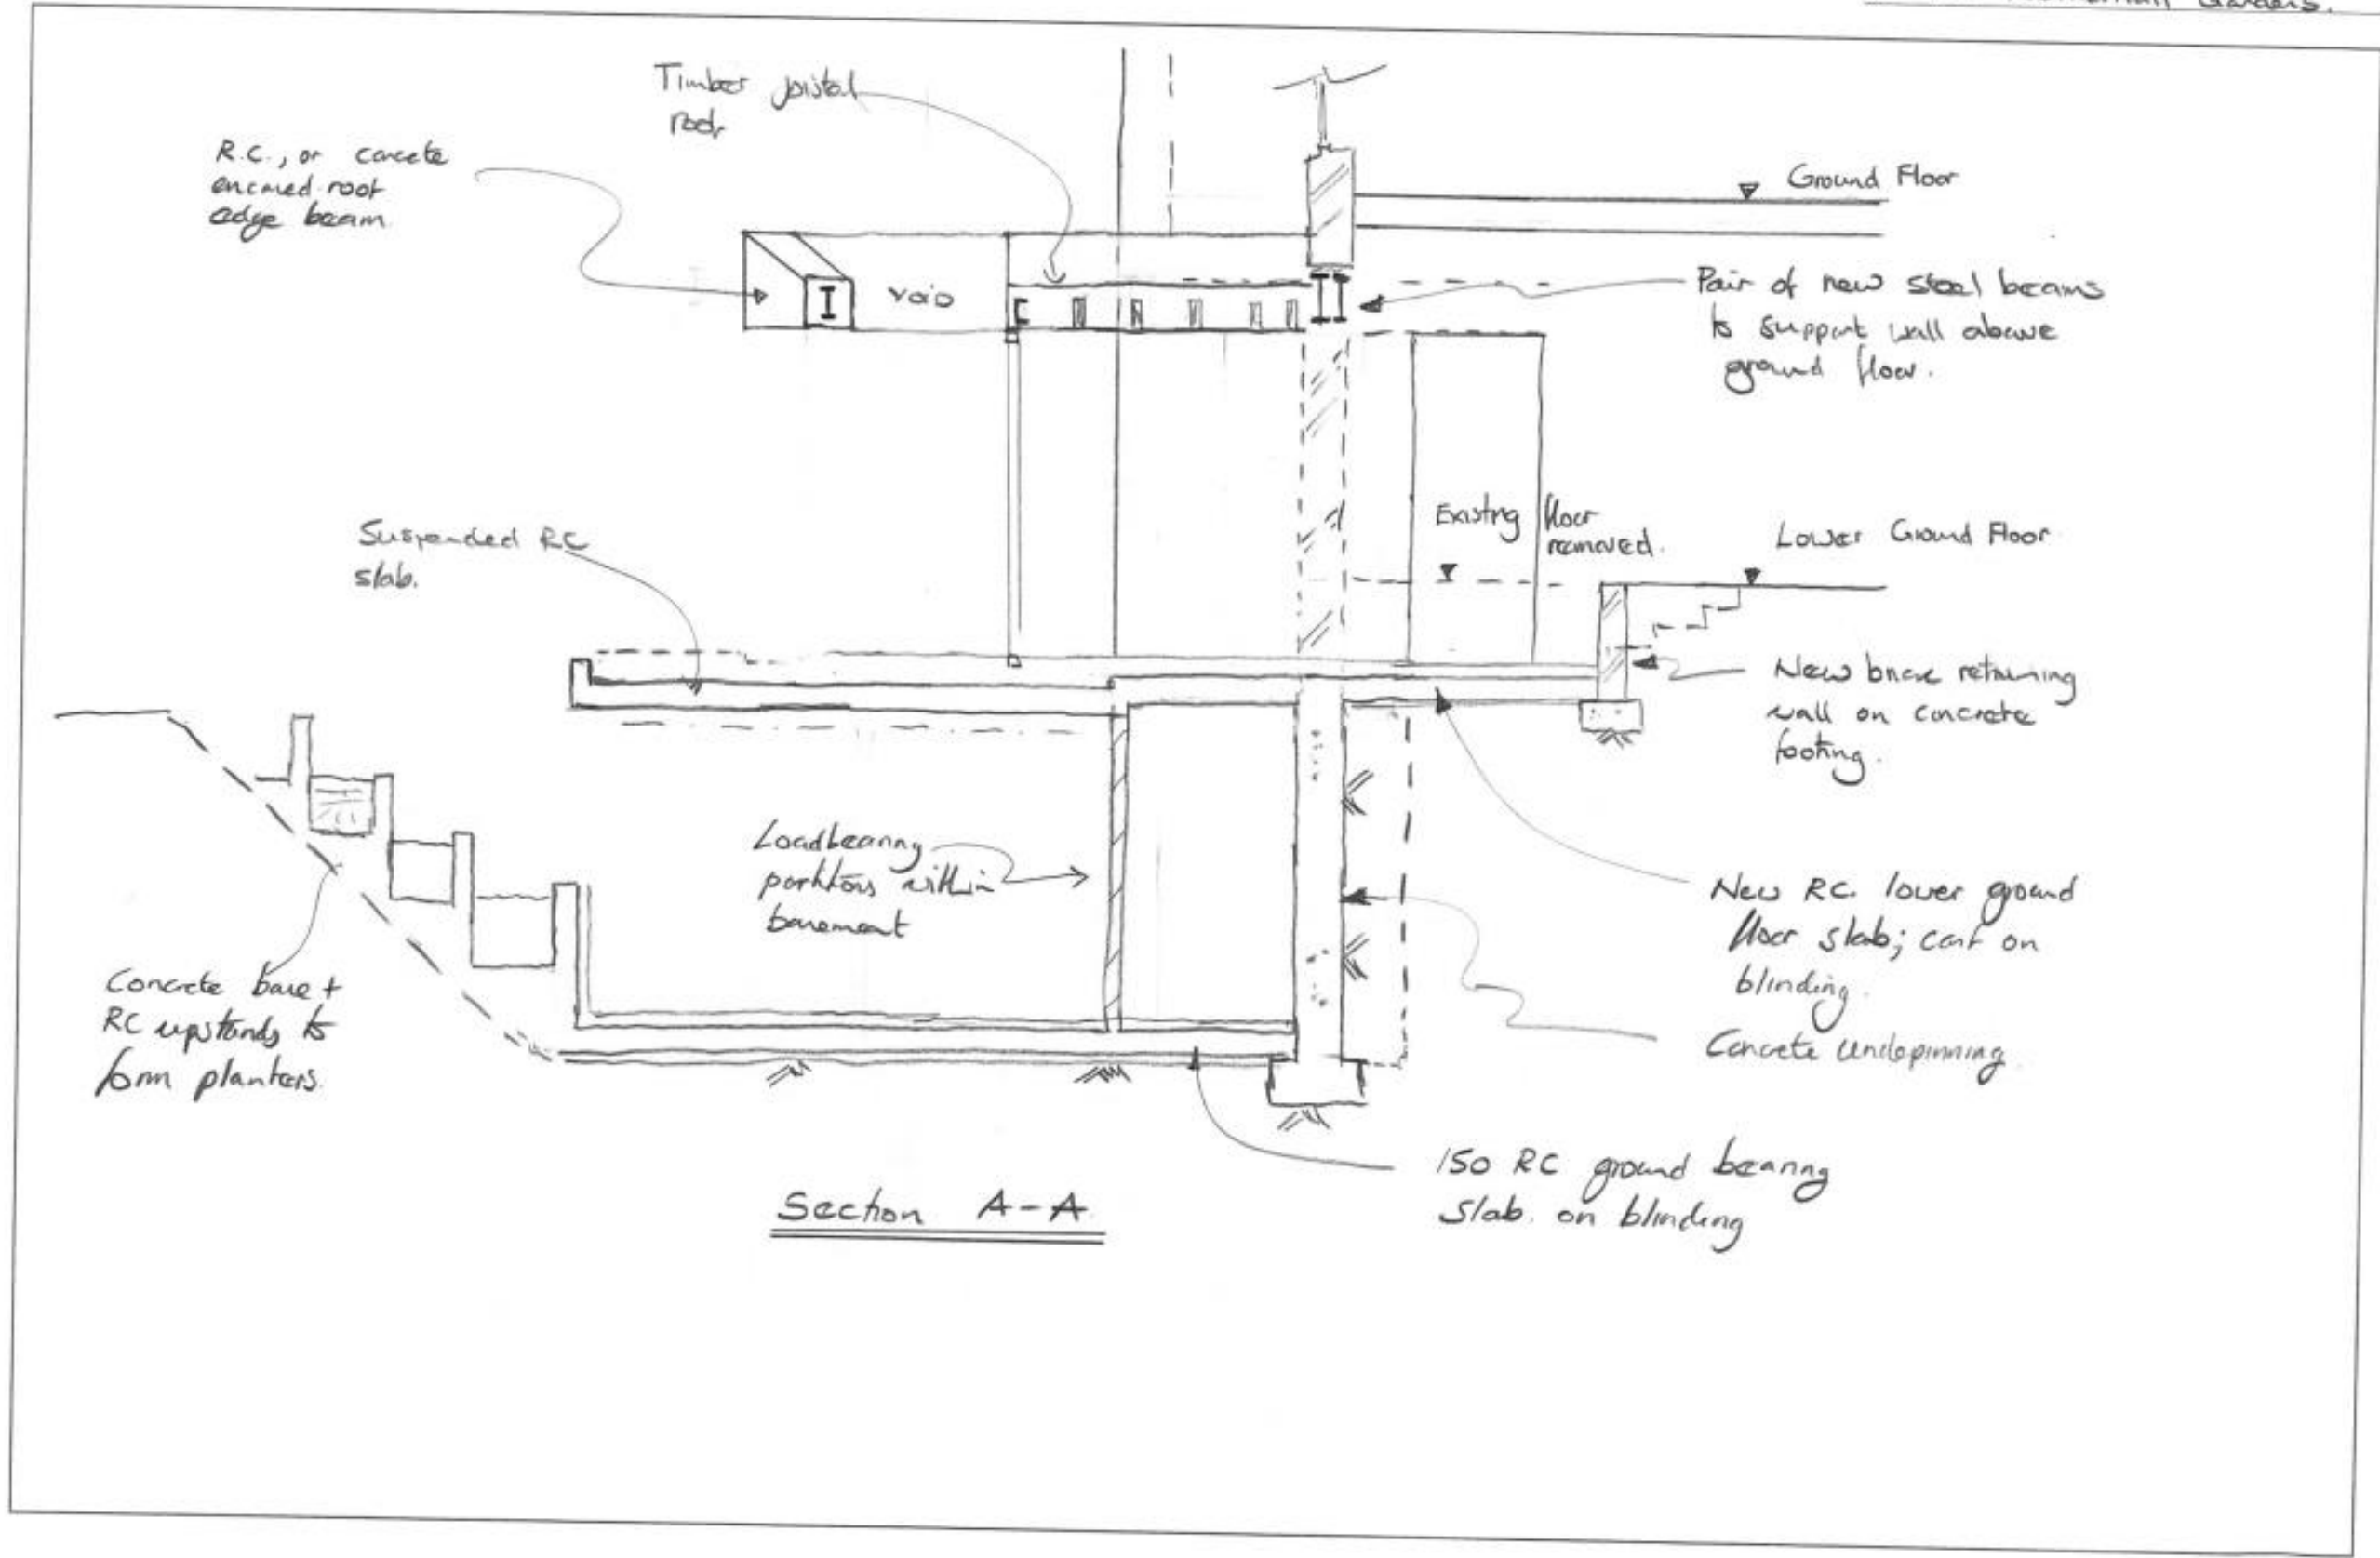 Gardens.
Timber joisted
roof
R.C., or concrete
encased roof
edge beam.
Ground Floor
void
Pair of new steel beams
to support wall above
ground floor.
Existing floor
removed.
Lower Ground Floor
Suspended RC
slab.
New brick retaining
wall on concrete
footing.
Loadbearing
partitions within
basement
New RC. lower ground
floor slab; cast on
blinding.
Concrete base +
RC upstands to
form planters.
Concrete underpinning.
150 RC ground bearing
slab. on blinding
Section A-A